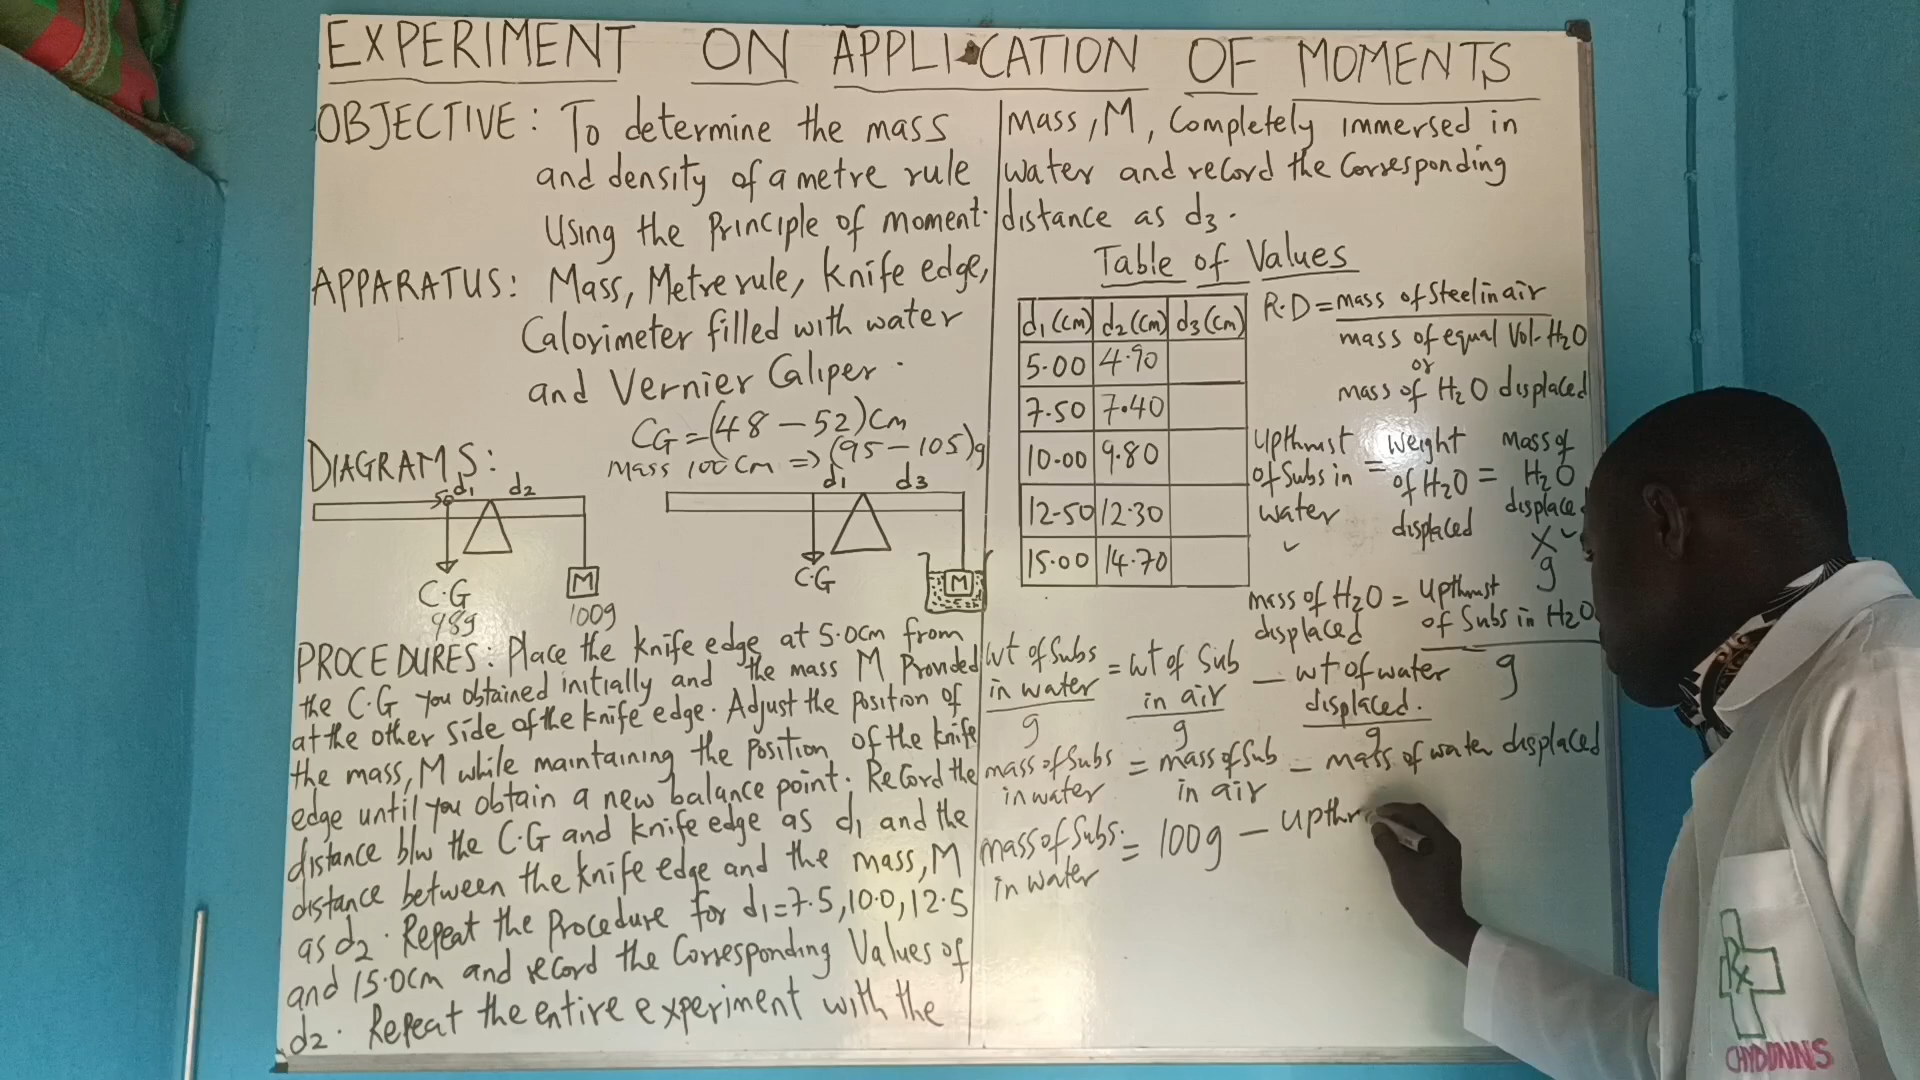 EXPERIMENT ON APPLICATION OF MOMENTS
OBJECTIVE: To determine the mass
and density of a metre rule
Using the Principle of moment.
APPARATUS: Mass, Metre rule, Knife edge,
Calorimeter filled with water
and Vernier Caliper.
CG = (48 - 52)cm
Mass 100cm => (95 - 105)g
DIAGRAMS:
50 d1 d2
C.G
98g
M
100g
d1 d3
C.G
M
PROCEDURES: Place the knife edge at 5.0cm from
the C.G you obtained initially and the mass M Provided
at the other side of the knife edge. Adjust the position of
the mass, M while maintaining the position of the knife
edge until you obtain a new balance point. Record the
distance b/w the C.G and knife edge as d1 and the
distance between the knife edge and the mass, M
as d2. Repeat the Procedure for d1=7.5, 10.0, 12.5
and 15.0cm and record the Corresponding Values of
d2. Repeat the entire experiment with the
mass, M, Completely immersed in
water and record the Corresponding
distance as d3.
Table of Values
d1(cm) d2(cm) d3(cm)
5.00 4.90
7.50 7.40
10.00 9.80
12.50 12.30
15.00 14.70
R.D = mass of Steel in air
mass of equal Vol. H2O
or
mass of H2O displaced
Upthrust of Subs in water = Weight of H2O displaced = Mass of H2O displaced x g
mass of H2O displaced = Upthrust of Subs in H2O
g
Wt of Subs in water = wt of Sub in air - wt of water displaced.
g g g
mass of Subs in water = mass of Sub in air - mass of water displaced
mass of Subs. in water = 100g - Upthr
Rx
CHYDINNS